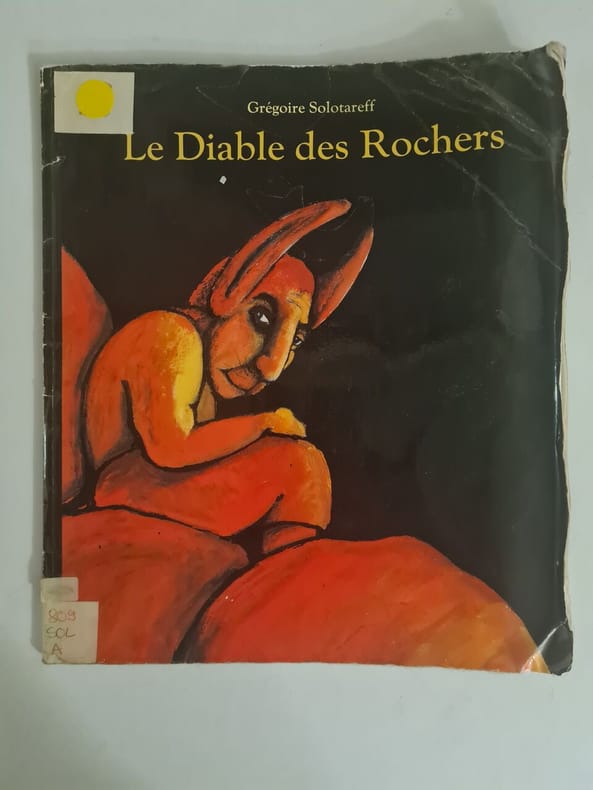 Grégoire Solotareff
Le Diable des Rochers
809
SOL
A